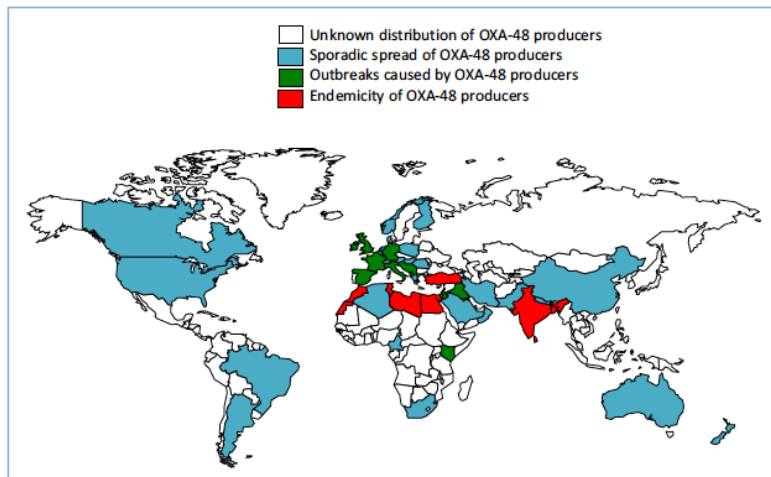 Unknown distribution of OXA-48 producers
Sporadic spread of OXA-48 producers
Outbreaks caused by OXA-48 producers
Endemicity of OXA-48 producers